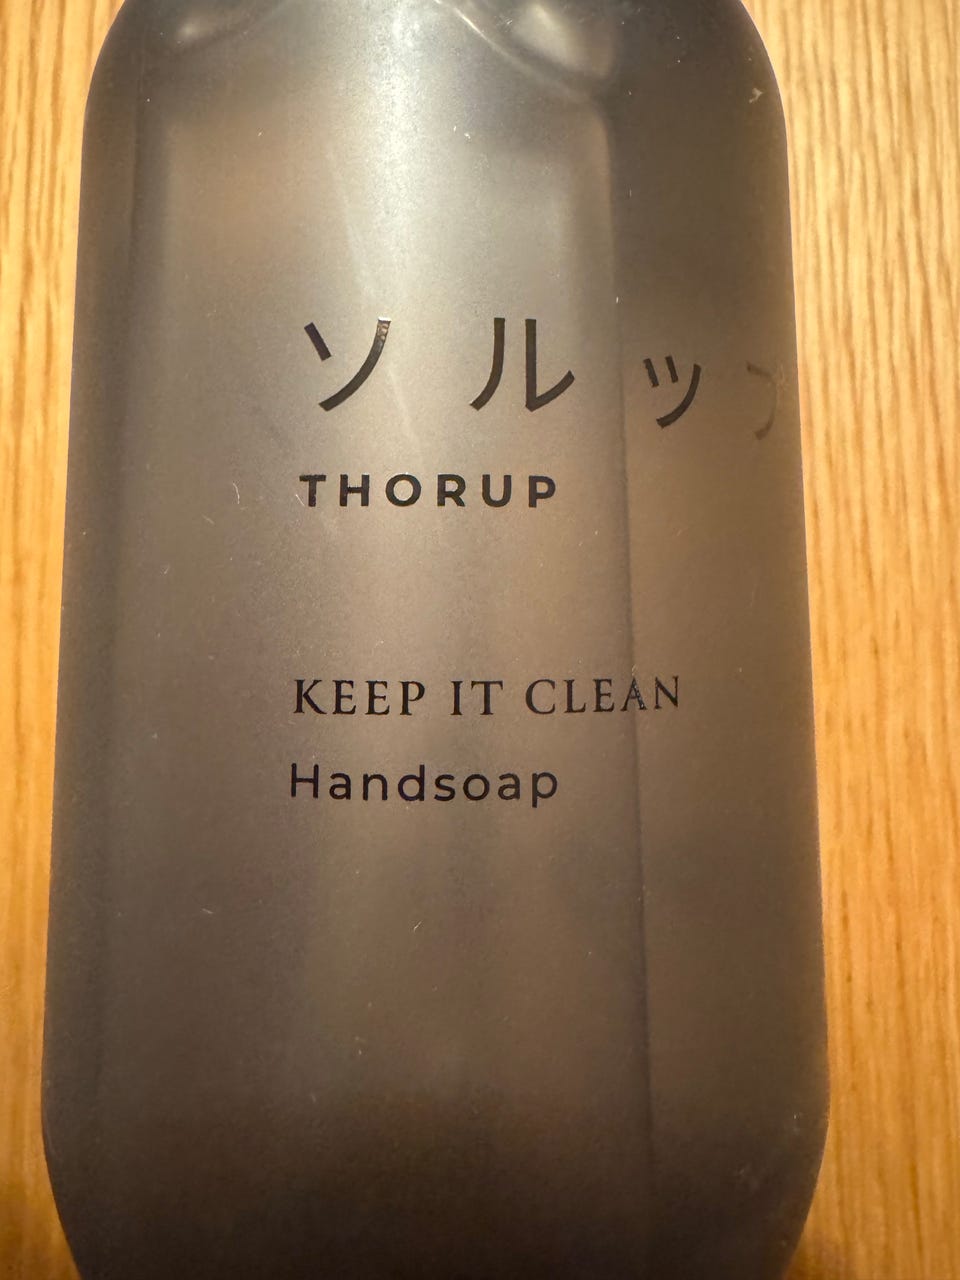 ソルッ
THORUP
KEEP IT CLEAN
Handsoap